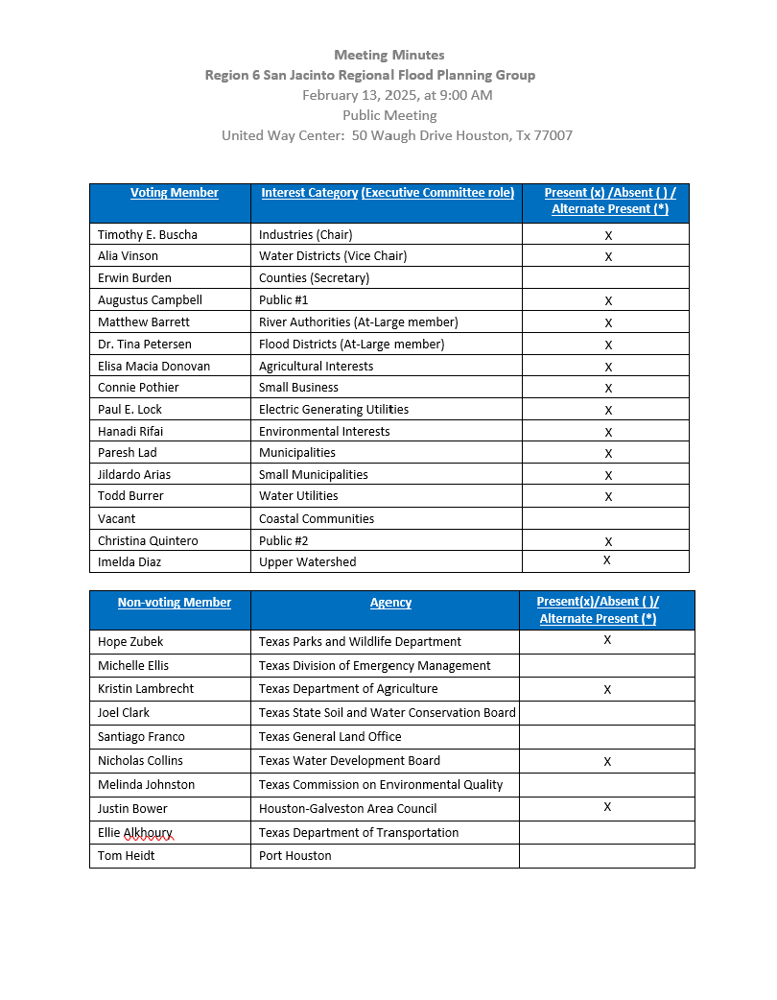 Meeting Minutes
Region 6 San Jacinto Regional Flood Planning Group
February 13, 2025, at 9:00 AM
Public Meeting
United Way Center:  50 Waugh Drive Houston, Tx 77007
Voting Member Interest Category (Executive Committee role) Present (x) /Absent ( ) /
Alternate Present (*)
Timothy E. Buscha Industries (Chair) X
Alia Vinson Water Districts (Vice Chair) X
Erwin Burden Counties (Secretary)
Augustus Campbell Public #1 X
Matthew Barrett River Authorities (At-Large member) X
Dr. Tina Petersen Flood Districts (At-Large member) X
Elisa Macia Donovan Agricultural Interests X
Connie Pothier Small Business X
Paul E. Lock Electric Generating Utilities X
Hanadi Rifai Environmental Interests X
Paresh Lad Municipalities X
Jildardo Arias Small Municipalities X
Todd Burrer Water Utilities X
Vacant Coastal Communities
Christina Quintero Public #2 X
Imelda Diaz Upper Watershed X
Non-voting Member Agency Present(x)/Absent ( )/
Alternate Present (*)
Hope Zubek Texas Parks and Wildlife Department X
Michelle Ellis Texas Division of Emergency Management
Kristin Lambrecht Texas Department of Agriculture X
Joel Clark Texas State Soil and Water Conservation Board
Santiago Franco Texas General Land Office
Nicholas Collins Texas Water Development Board X
Melinda Johnston Texas Commission on Environmental Quality
Justin Bower Houston-Galveston Area Council X
Ellie Alkhoury Texas Department of Transportation
Tom Heidt Port Houston